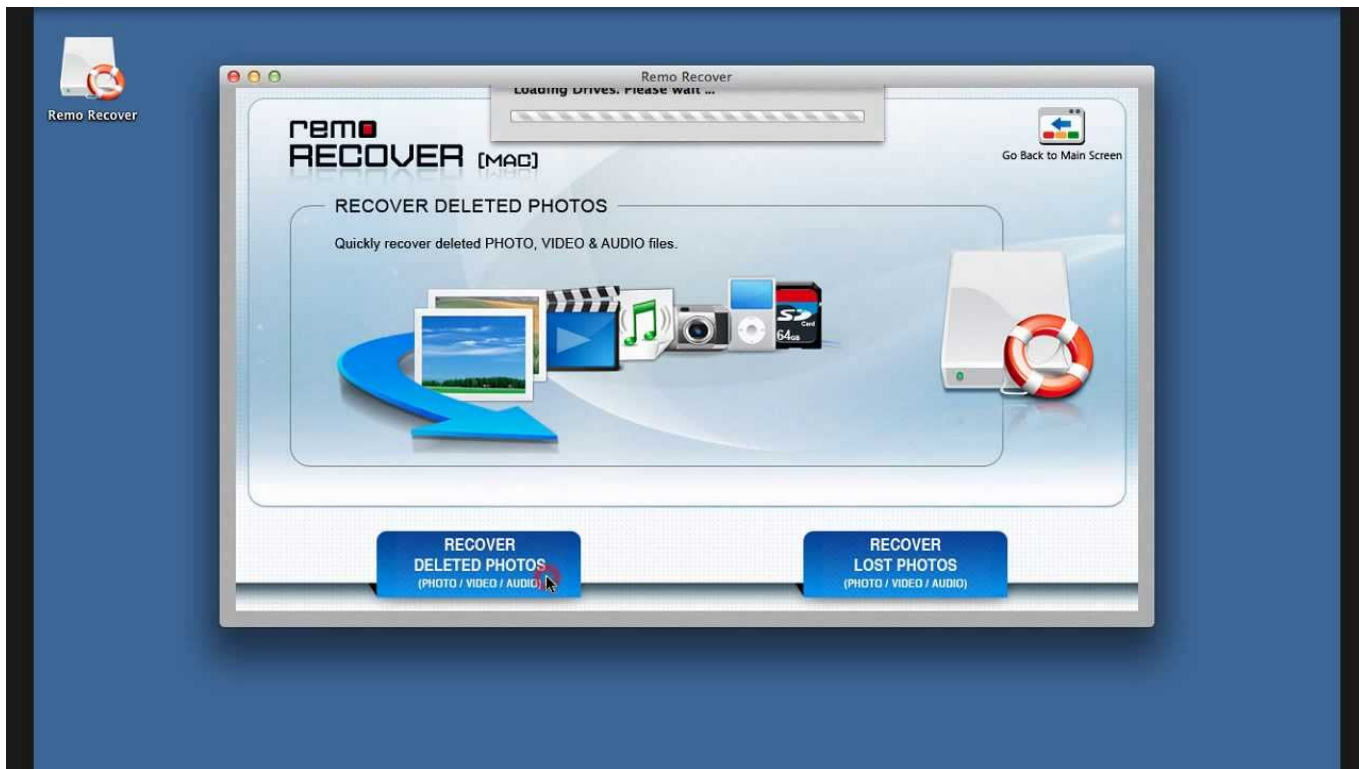 Remo Recover
Remo Recover
Loading Drives. Please wait ...
remo
RECOVER [MAC]
Go Back to Main Screen
RECOVER DELETED PHOTOS
Quickly recover deleted PHOTO, VIDEO & AUDIO files.
SD
Card
64GB
RECOVER
DELETED PHOTOS
(PHOTO / VIDEO / AUDIO)
RECOVER
LOST PHOTOS
(PHOTO / VIDEO / AUDIO)